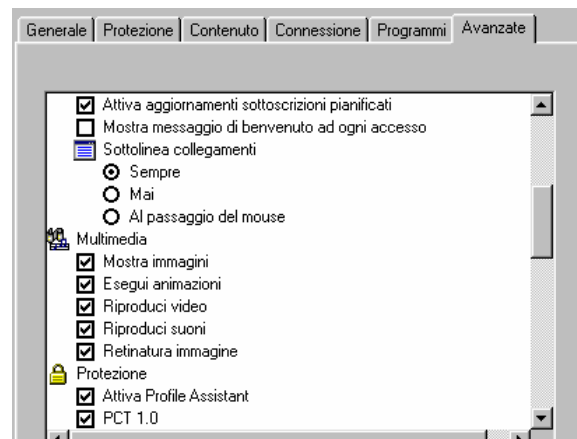 Generale Protezione Contenuto Connessione Programmi Avanzate
Attiva aggiornamenti sottoscrizioni pianificati
Mostra messaggio di benvenuto ad ogni accesso
Sottolinea collegamenti
Sempre
Mai
Al passaggio del mouse
Multimedia
Mostra immagini
Esegui animazioni
Riproduci video
Riproduci suoni
Retinatura immagine
Protezione
Attiva Profile Assistant
PCT 1.0